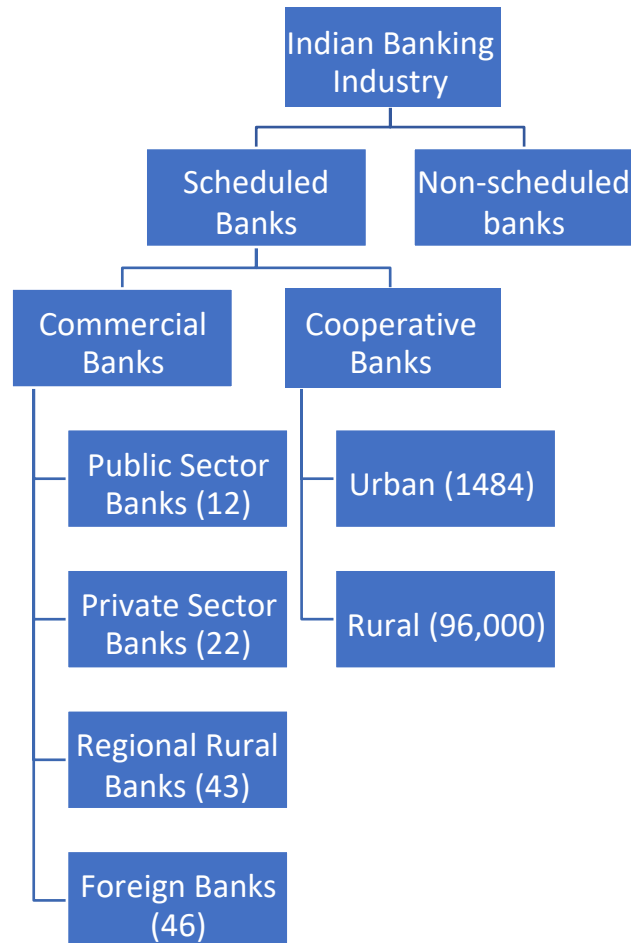 Indian Banking
Industry
Scheduled
Banks
Non-scheduled
banks
Commercial
Banks
Cooperative
Banks
Public Sector
Banks (12)
Urban (1484)
Private Sector
Banks (22)
Rural (96,000)
Regional Rural
Banks (43)
Foreign Banks
(46)